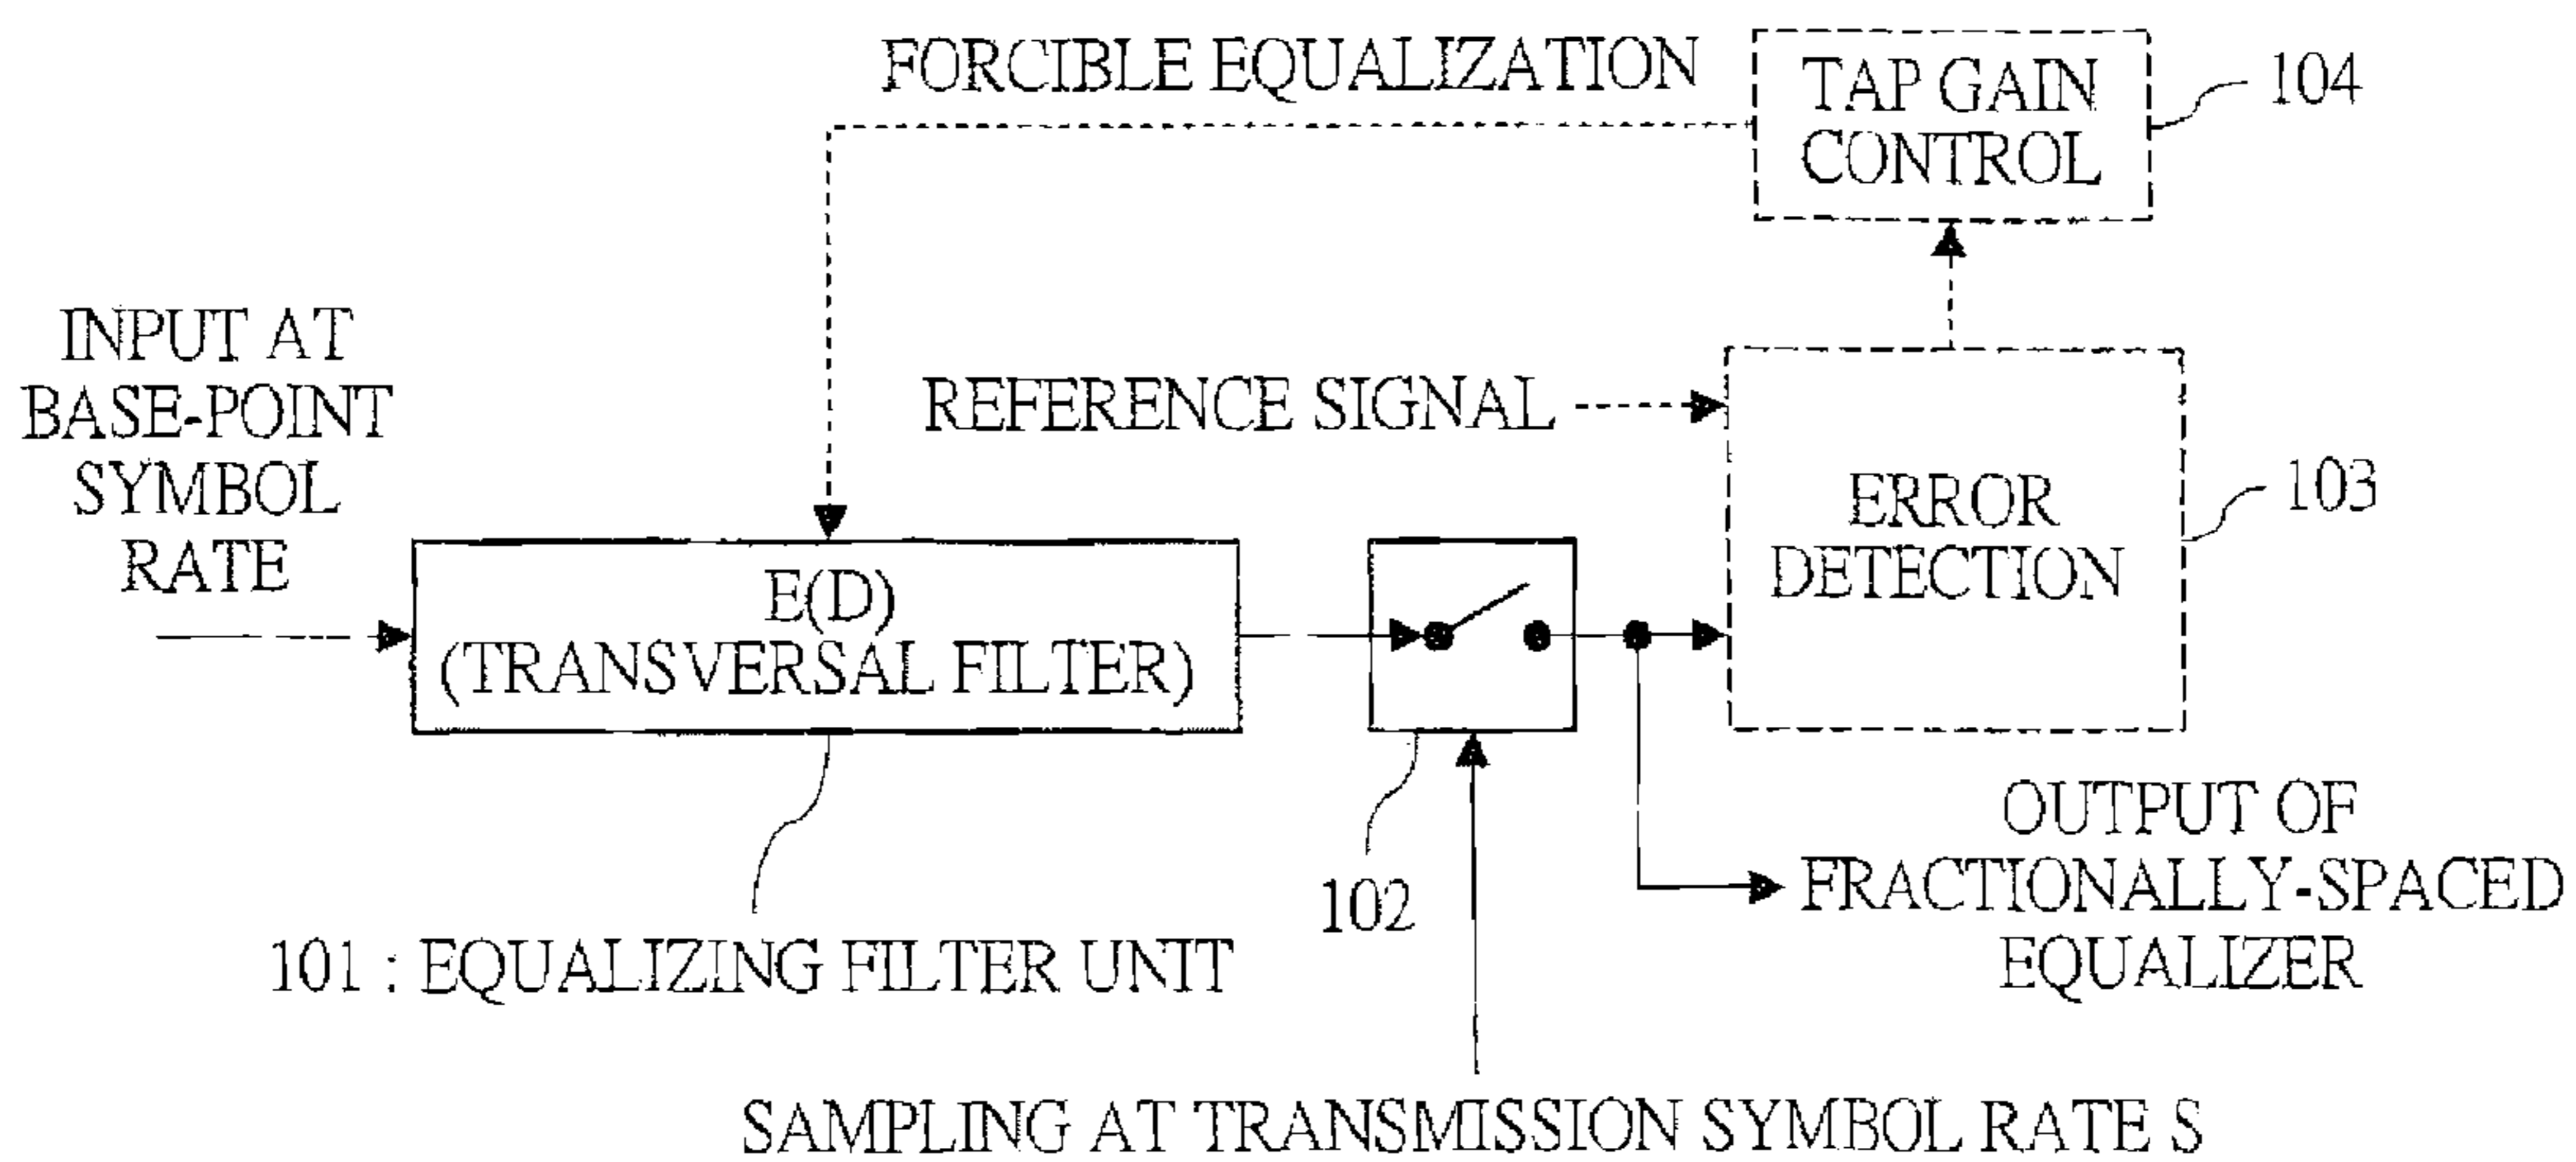 FORCIBLE EQUALIZATION
TAP GAIN
CONTROL
104
INPUT AT
BASE-POINT
SYMBOL
RATE
REFERENCE SIGNAL
ERROR
DETECTION
103
E(D)
(TRANSVERSAL FILTER)
102
101 : EQUALIZING FILTER UNIT
OUTPUT OF
FRACTIONALLY-SPACED
EQUALIZER
SAMPLING AT TRANSMISSION SYMBOL RATE S